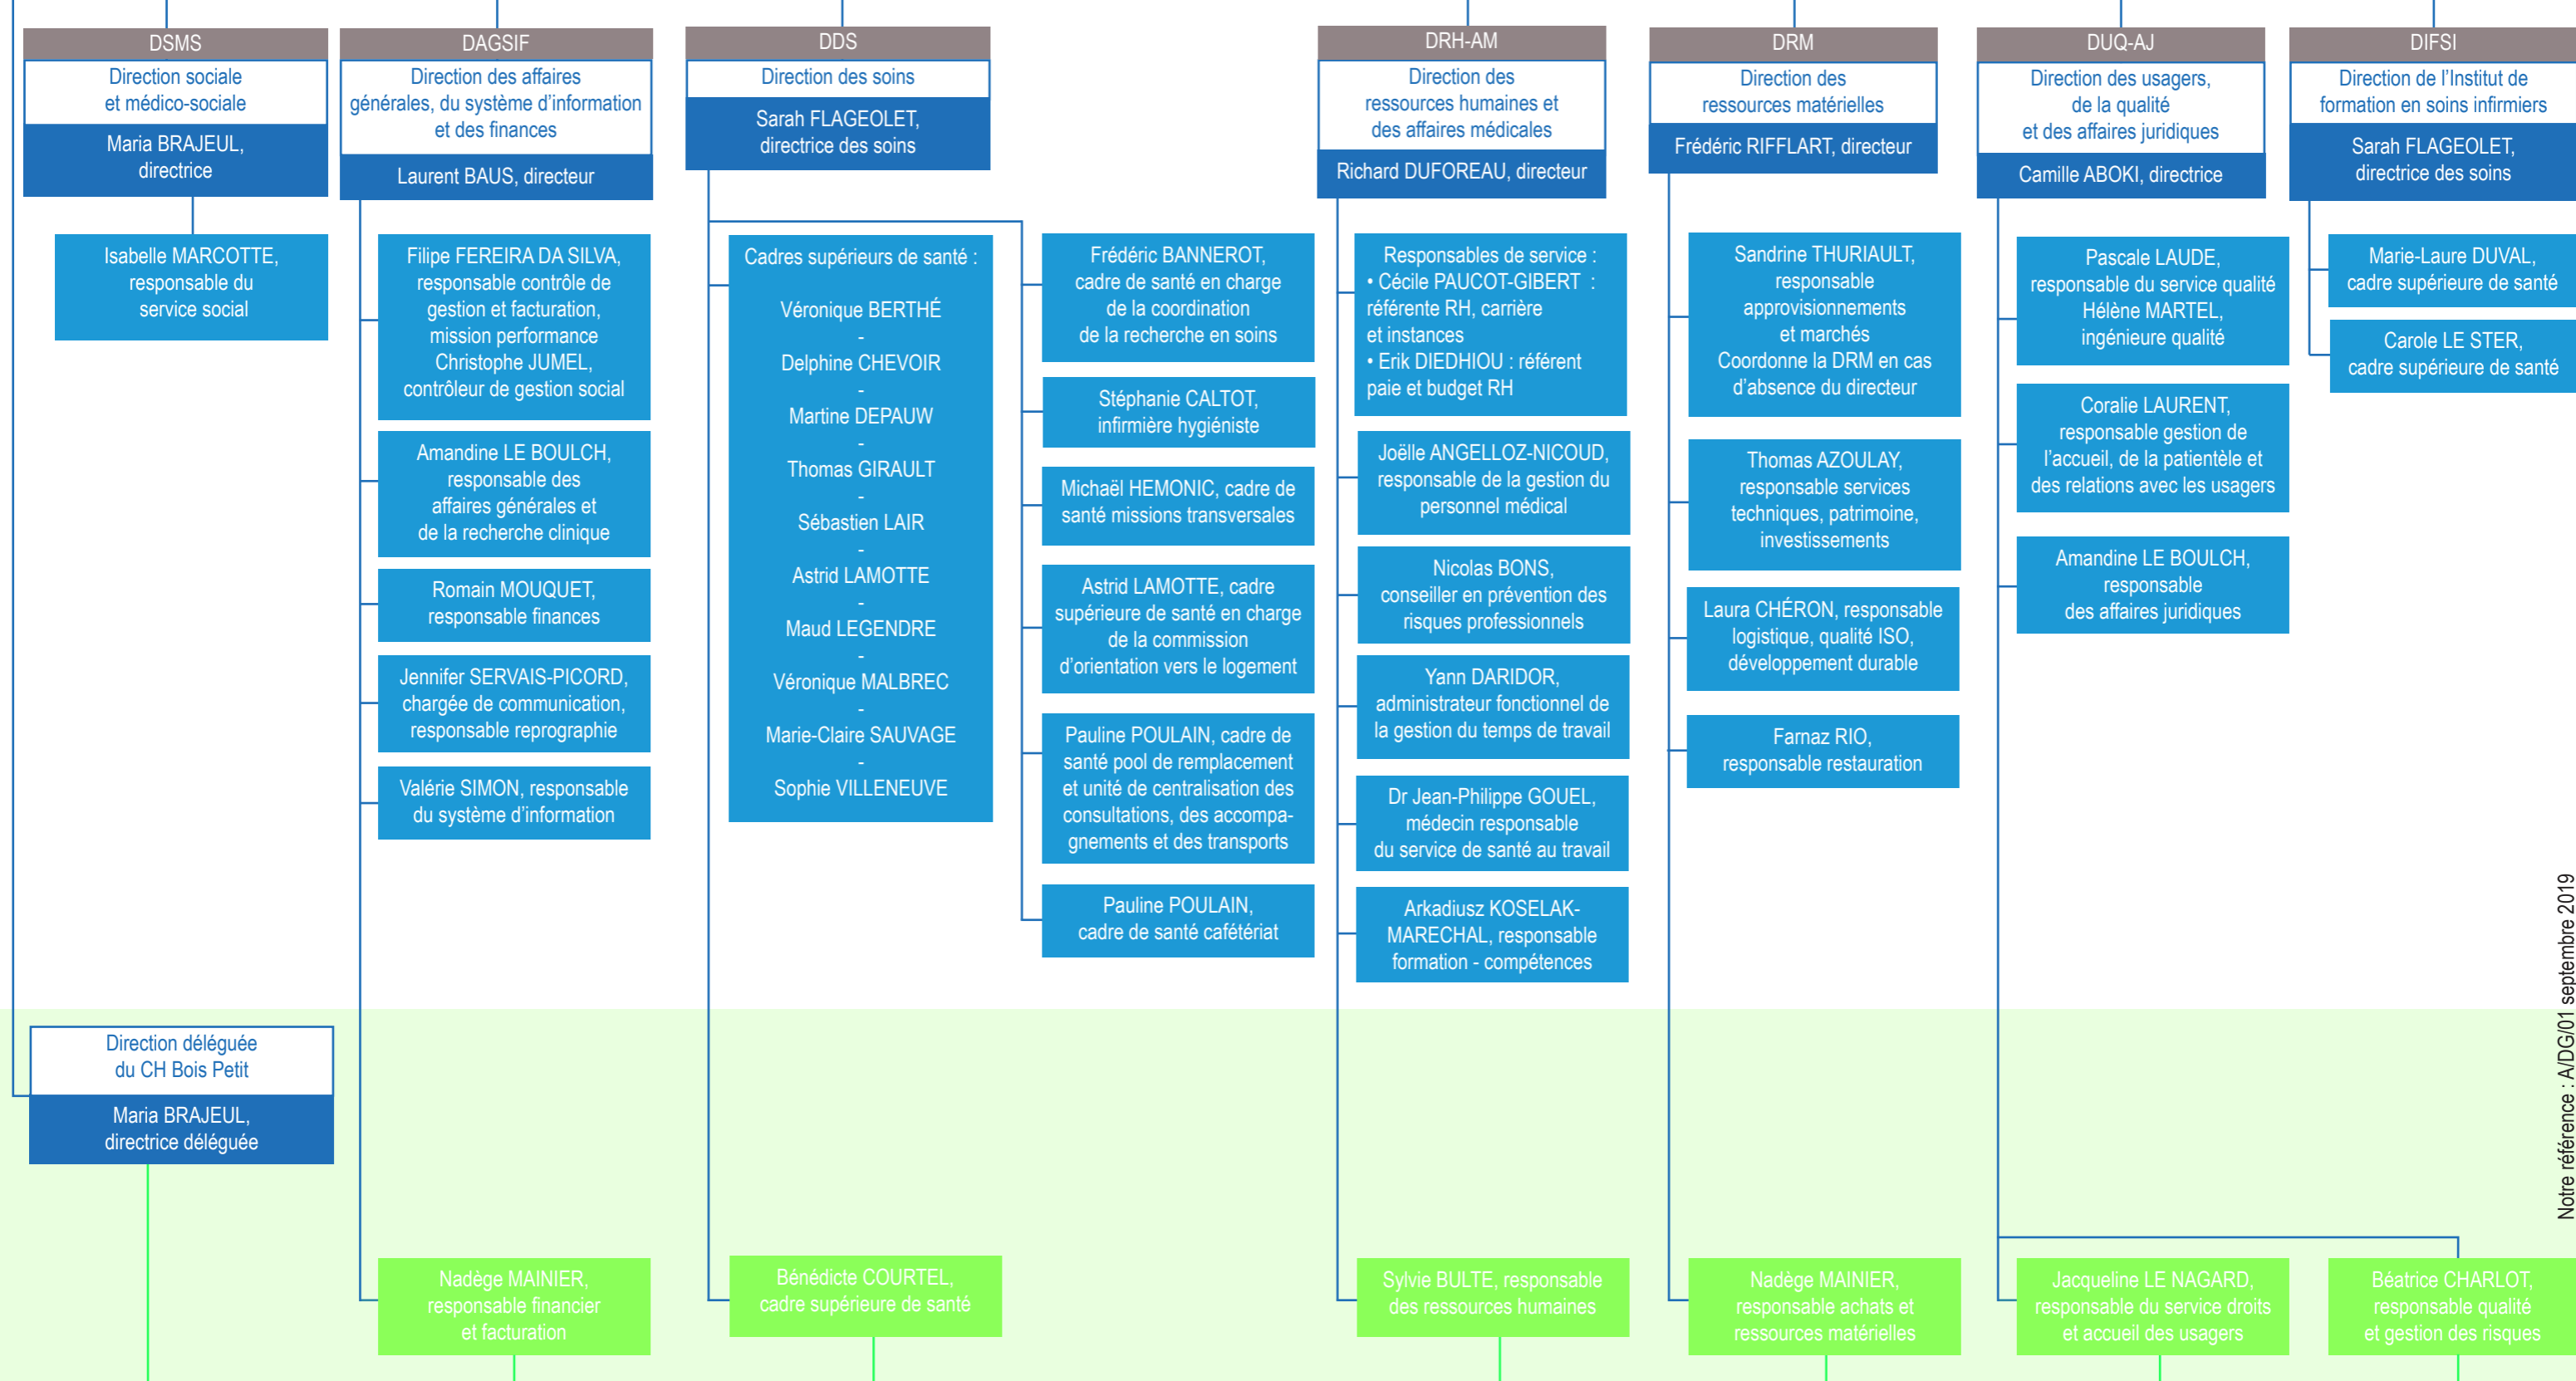 DSMS
Direction sociale
et médico-sociale
Maria BRAJEUL,
directrice
Isabelle MARCOTTE,
responsable du
service social
DAGSIF
Direction des affaires
générales, du système d’information
et des finances
Laurent BAUS, directeur
Filipe FEREIRA DA SILVA,
responsable contrôle de
gestion et facturation,
mission performance
Christophe JUMEL,
contrôleur de gestion social
Amandine LE BOULCH,
responsable des
affaires générales et
de la recherche clinique
Romain MOUQUET,
responsable finances
Jennifer SERVAIS-PICORD,
chargée de communication,
responsable reprographie
Valérie SIMON, responsable
du système d’information
DDS
Direction des soins
Sarah FLAGEOLET,
directrice des soins
Cadres supérieurs de santé :
Véronique BERTHÉ
-
Delphine CHEVOIR
-
Martine DEPAUW
-
Thomas GIRAULT
-
Sébastien LAIR
-
Astrid LAMOTTE
-
Maud LEGENDRE
-
Véronique MALBREC
-
Marie-Claire SAUVAGE
-
Sophie VILLENEUVE
Frédéric BANNEROT,
cadre de santé en charge
de la coordination
de la recherche en soins
Stéphanie CALTOT,
infirmière hygiéniste
Michaël HEMONIC, cadre de
santé missions transversales
Astrid LAMOTTE, cadre
supérieure de santé en charge
de la commission
d’orientation vers le logement
Pauline POULAIN, cadre de
santé pool de remplacement
et unité de centralisation des
consultations, des accompa-
gnements et des transports
Pauline POULAIN,
cadre de santé cafétériat
DRH-AM
Direction des
ressources humaines et
des affaires médicales
Richard DUFOREAU, directeur
Responsables de service :
• Cécile PAUCOT-GIBERT :
référente RH, carrière
et instances
• Erik DIEDHIOU : référent
paie et budget RH
Joëlle ANGELLOZ-NICOUD,
responsable de la gestion du
personnel médical
Nicolas BONS,
conseiller en prévention des
risques professionnels
Yann DARIDOR,
administrateur fonctionnel de
la gestion du temps de travail
Dr Jean-Philippe GOUEL,
médecin responsable
du service de santé au travail
Arkadiusz KOSELAK-
MARECHAL, responsable
formation - compétences
DRM
Direction des
ressources matérielles
Frédéric RIFFLART, directeur
Sandrine THURIAULT,
responsable
approvisionnements
et marchés
Coordonne la DRM en cas
d’absence du directeur
Thomas AZOULAY,
responsable services
techniques, patrimoine,
investissements
Laura CHÉRON, responsable
logistique, qualité ISO,
développement durable
Farnaz RIO,
responsable restauration
DUQ-AJ
Direction des usagers,
de la qualité
et des affaires juridiques
Camille ABOKI, directrice
Pascale LAUDE,
responsable du service qualité
Hélène MARTEL,
ingénieure qualité
Coralie LAURENT,
responsable gestion de
l’accueil, de la patientèle et
des relations avec les usagers
Amandine LE BOULCH,
responsable
des affaires juridiques
DIFSI
Direction de l’Institut de
formation en soins infirmiers
Sarah FLAGEOLET,
directrice des soins
Marie-Laure DUVAL,
cadre supérieure de santé
Carole LE STER,
cadre supérieure de santé
Notre référence : A/DG/01 septembre 2019
Direction déléguée
du CH Bois Petit
Maria BRAJEUL,
directrice déléguée
Nadège MAINIER,
responsable financier
et facturation
Bénédicte COURTEL,
cadre supérieure de santé
Sylvie BULTE, responsable
des ressources humaines
Nadège MAINIER,
responsable achats et
ressources matérielles
Jacqueline LE NAGARD,
responsable du service droits
et accueil des usagers
Béatrice CHARLOT,
responsable qualité
et gestion des risques